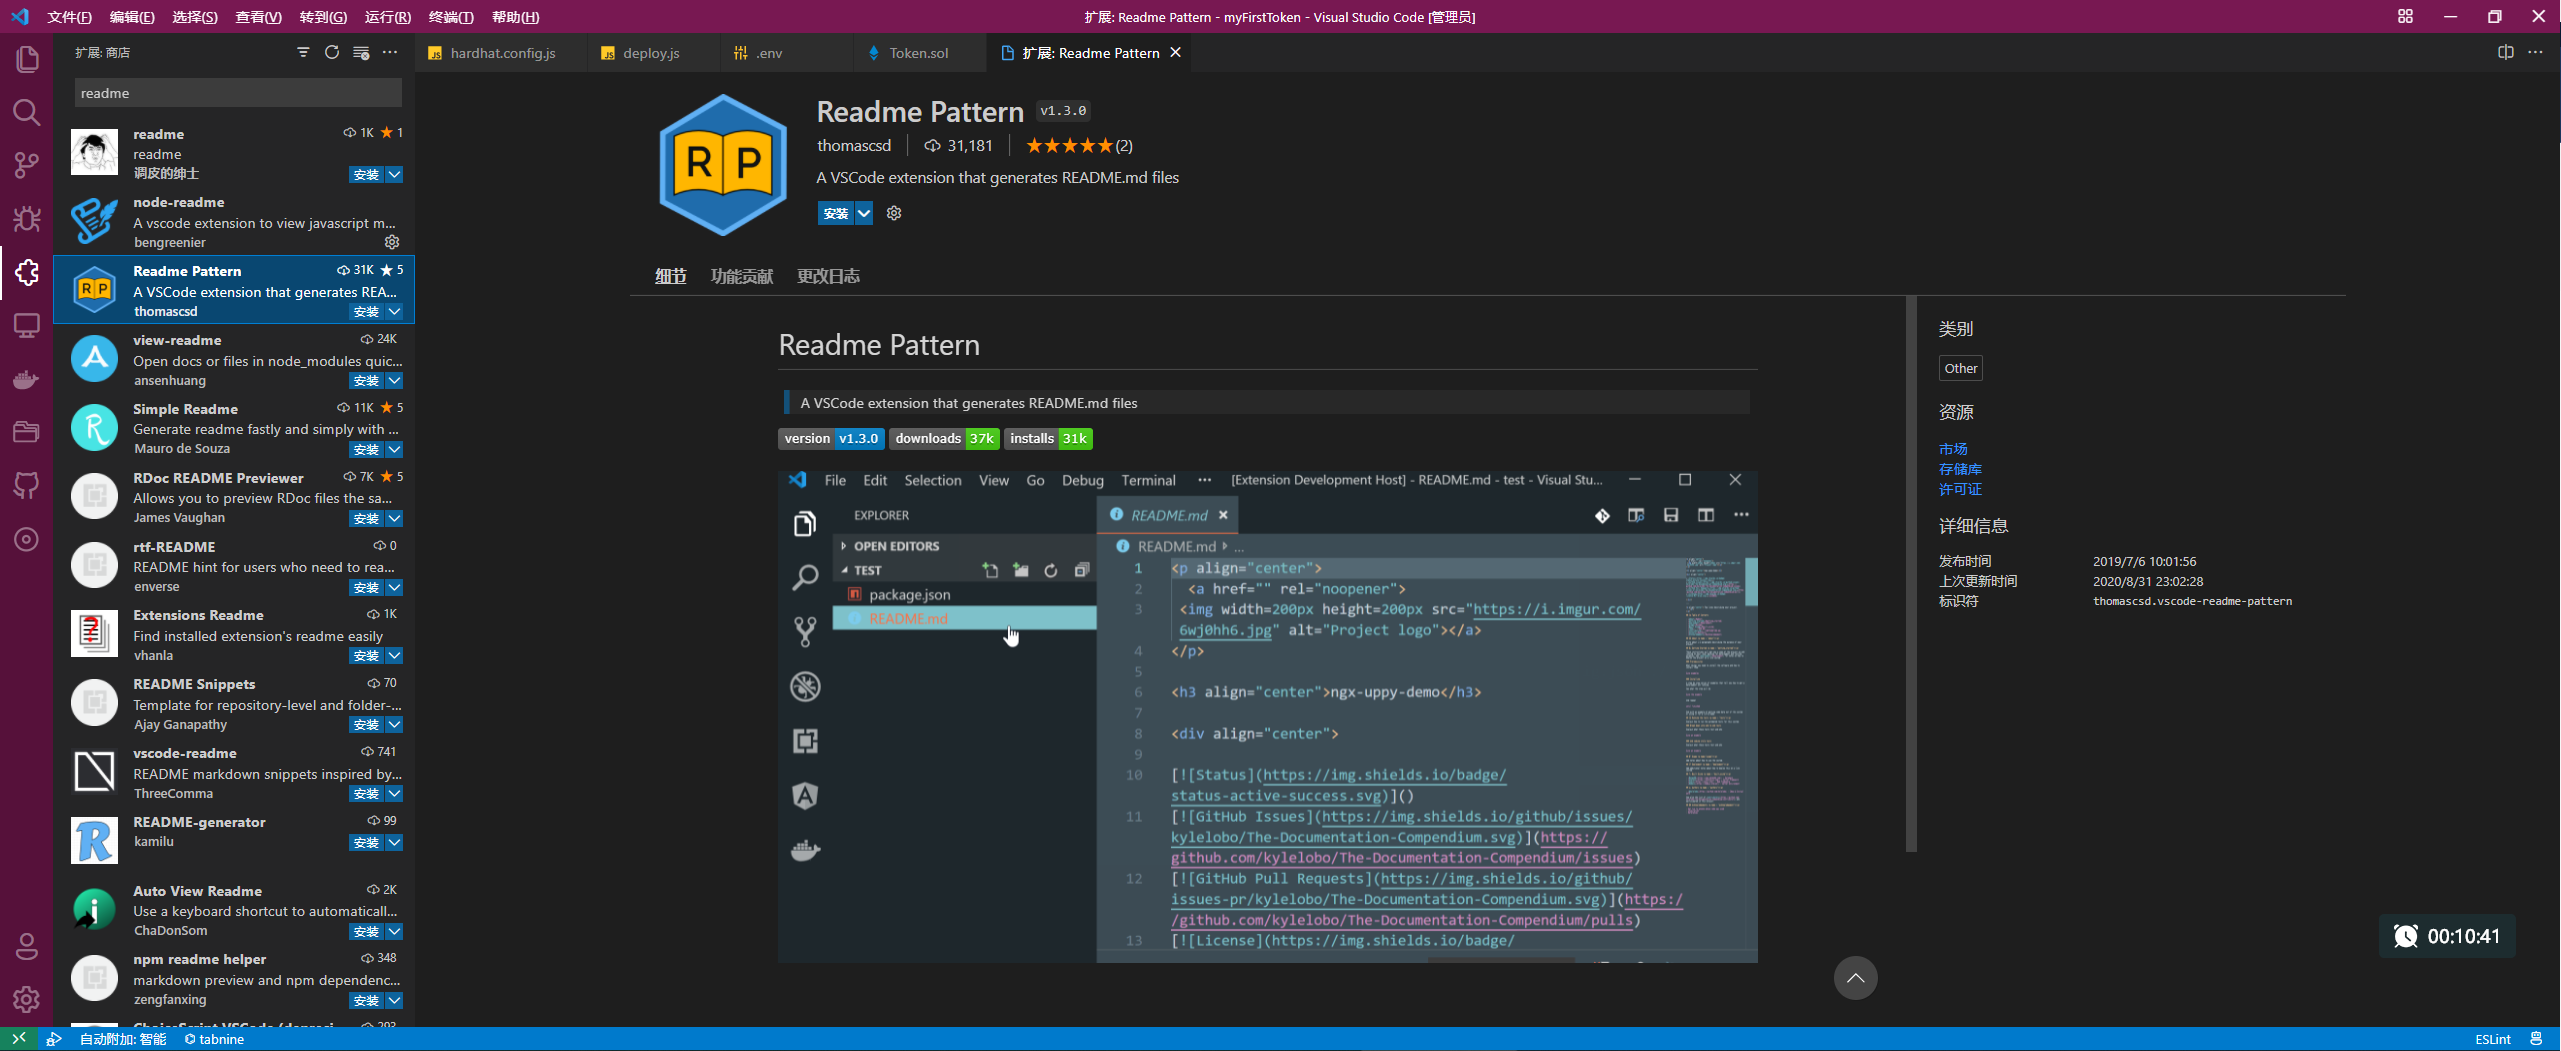 文件(F) 编辑(E) 选择(S) 查看(V) 转到(G) 运行(R) 终端(T) 帮助(H)
扩展: Readme Pattern - myFirstToken - Visual Studio Code [管理员]
扩展: 商店
readme
readme 1K 1
readme
调皮的绅士 安装
node-readme
A vscode extension to view javascript m...
bengreenier
Readme Pattern 31K 5
A VSCode extension that generates REA...
thomascsd 安装
view-readme 24K
Open docs or files in node_modules quic...
ansenhuang 安装
Simple Readme 11K 5
Generate readme fastly and simply with ...
Mauro de Souza 安装
RDoc README Previewer 7K 5
Allows you to preview RDoc files the sa...
James Vaughan 安装
rtf-README 0
README hint for users who need to rea...
enverse 安装
Extensions Readme 1K
Find installed extension's readme easily
vhanla 安装
README Snippets 70
Template for repository-level and folder-...
Ajay Ganapathy 安装
vscode-readme 741
README markdown snippets inspired by...
ThreeComma 安装
README-generator 99
kamilu 安装
Auto View Readme 2K
Use a keyboard shortcut to automaticall...
ChaDonSom 安装
npm readme helper 348
markdown preview and npm dependenc...
zengfanxing 安装
hardhat.config.js deploy.js .env Token.sol 扩展: Readme Pattern
RP
Readme Pattern v1.3.0
thomascsd 31,181 (2)
A VSCode extension that generates README.md files
安装
细节 功能贡献 更改日志
Readme Pattern
A VSCode extension that generates README.md files
version v1.3.0 downloads 37k installs 31k
File Edit Selection View Go Debug Terminal ··· [Extension Development Host] - README.md - test - Visual Stu...
EXPLORER
OPEN EDITORS
TEST
package.json
README.md
README.md
README.md ...
1 <p align="center">
2 <a href="" rel="noopener">
3 <img width=200px height=200px src="https://i.imgur.com/
6wj0hh6.jpg" alt="Project logo"></a>
4 </p>
5
6 <h3 align="center">ngx-uppy-demo</h3>
7
8 <div align="center">
9
10 [![Status](https://img.shields.io/badge/
status-active-success.svg)]()
11 [![GitHub Issues](https://img.shields.io/github/issues/
kylelobo/The-Documentation-Compendium.svg)](https://
github.com/kylelobo/The-Documentation-Compendium/issues)
12 [![GitHub Pull Requests](https://img.shields.io/github/
issues-pr/kylelobo/The-Documentation-Compendium.svg)](https:/
/github.com/kylelobo/The-Documentation-Compendium/pulls)
13 [![License](https://img.shields.io/badge/
类别
Other
资源
市场
存储库
许可证
详细信息
发布时间 2019/7/6 10:01:56
上次更新时间 2020/8/31 23:02:28
标识符 thomascsd.vscode-readme-pattern
00:10:41
自动附加: 智能 tabnine
ESLint